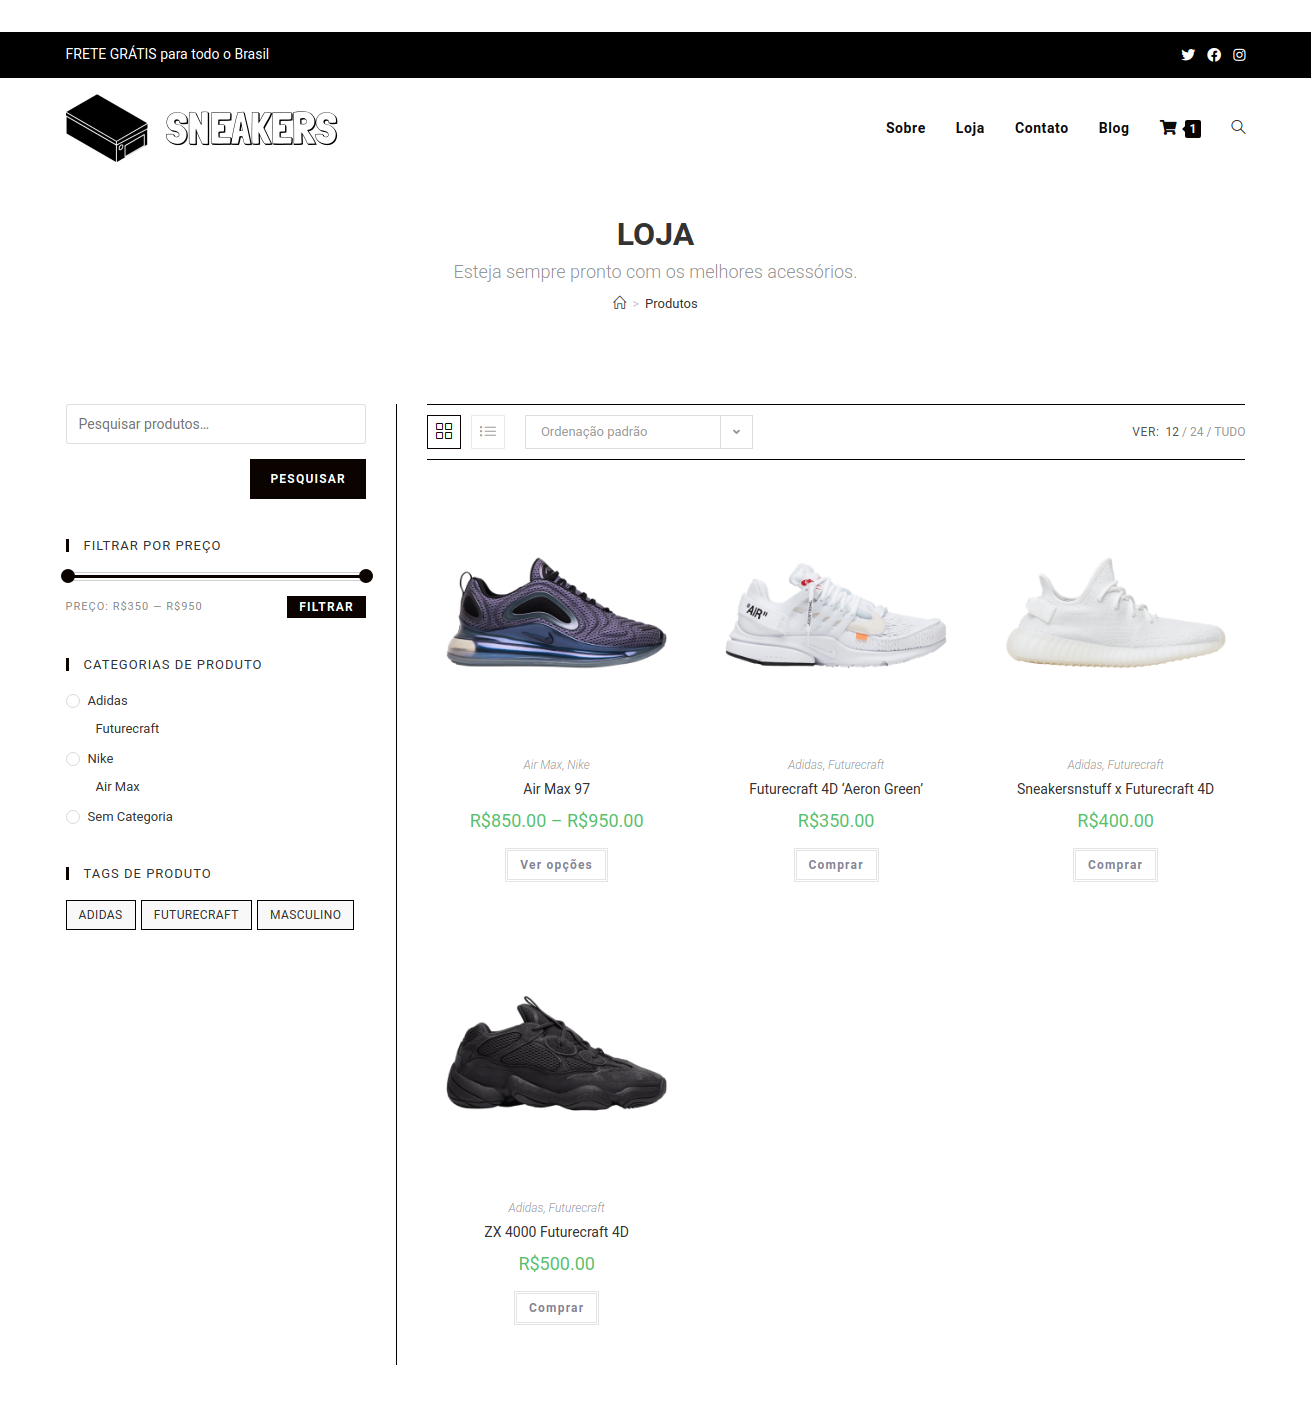 FRETE GRÁTIS para todo o Brasil
SNEAKERS
Sobre Loja Contato Blog 1
LOJA
Esteja sempre pronto com os melhores acessórios.
> Produtos
Pesquisar produtos...
PESQUISAR
FILTRAR POR PREÇO
PREÇO: R$350 — R$950
FILTRAR
CATEGORIAS DE PRODUTO
Adidas
Futurecraft
Nike
Air Max
Sem Categoria
TAGS DE PRODUTO
ADIDAS FUTURECRAFT MASCULINO
Ordenação padrão
VER: 12 / 24 / TUDO
Air Max, Nike
Air Max 97
R$850.00 – R$950.00
Ver opções
"AIR"
Adidas, Futurecraft
Futurecraft 4D ‘Aeron Green’
R$350.00
Comprar
Adidas, Futurecraft
Sneakersnstuff x Futurecraft 4D
R$400.00
Comprar
Adidas, Futurecraft
ZX 4000 Futurecraft 4D
R$500.00
Comprar